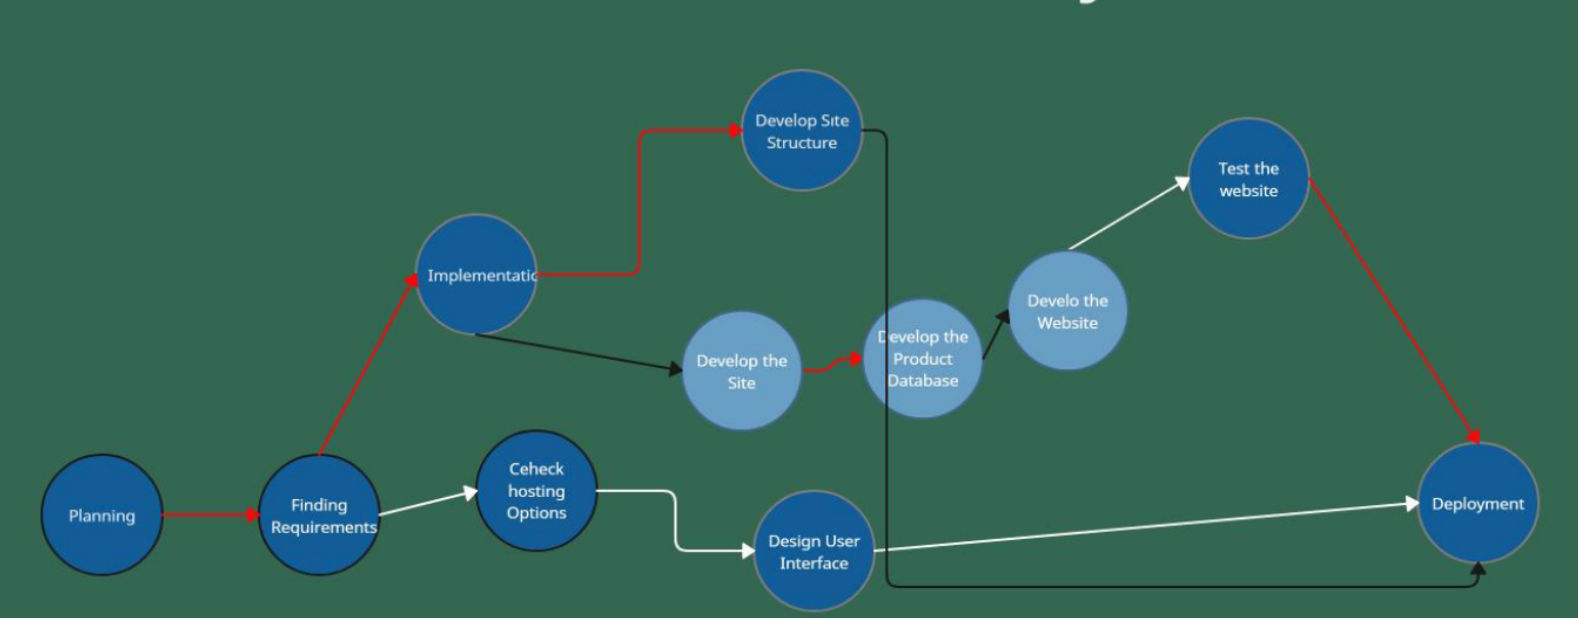 Develop Site
Structure
Test the
website
Implementatic
Develo the
Website
Develop the
Product
Database
Develop the
Site
Ceheck
hosting
Options
Planning
Finding
Requirements
Deployment
Design User
Interface